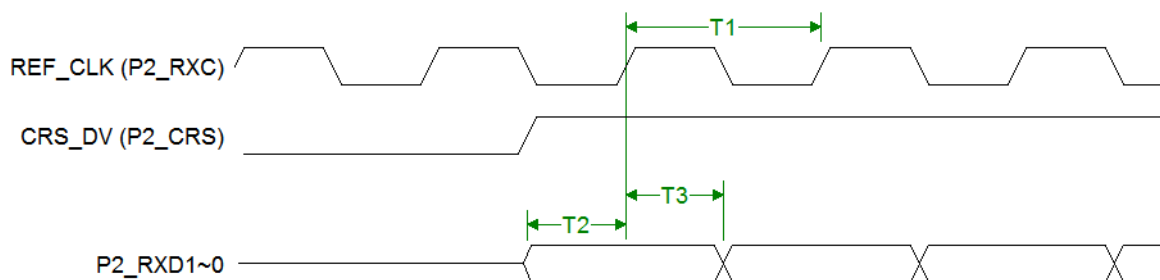 T1
REF_CLK (P2_RXC)
CRS_DV (P2_CRS)
T3
T2
P2_RXD1~0